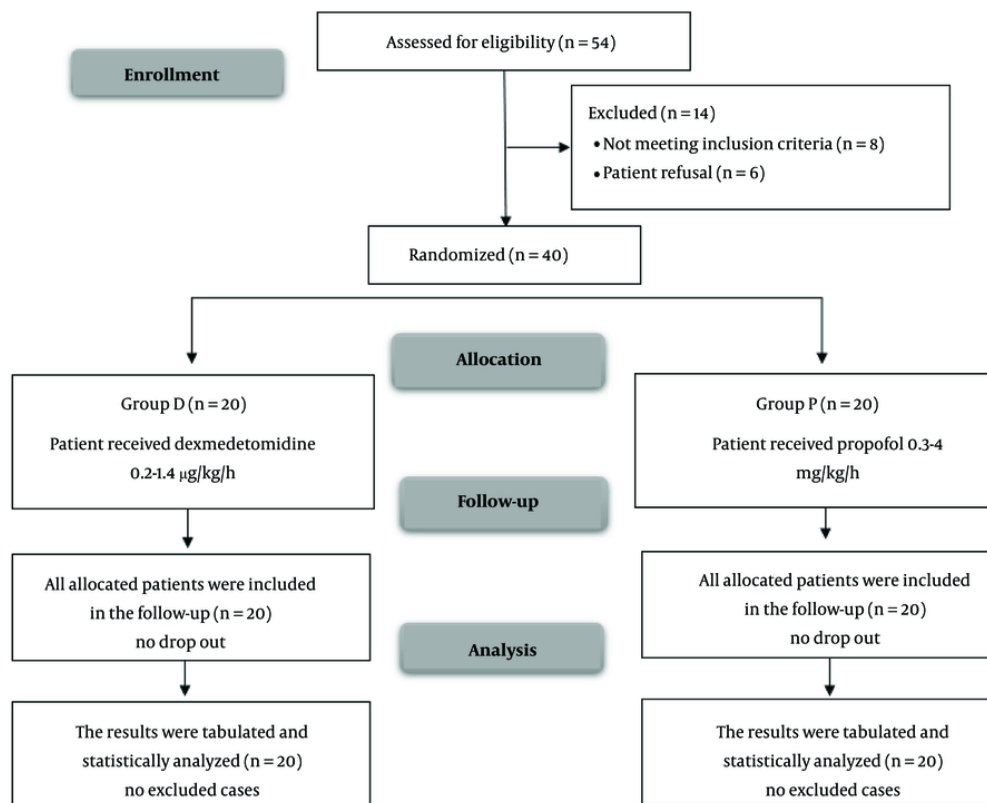 Assessed for eligibility (n = 54)
Enrollment
Excluded (n = 14)
• Not meeting inclusion criteria (n = 8)
• Patient refusal (n = 6)
Randomized (n = 40)
Allocation
Group D (n = 20)
Patient received dexmedetomidine
0.2-1.4 µg/kg/h
Group P (n = 20)
Patient received propofol 0.3-4
mg/kg/h
Follow-up
All allocated patients were included
in the follow-up (n = 20)
no drop out
All allocated patients were included
in the follow-up (n = 20)
no drop out
Analysis
The results were tabulated and
statistically analyzed (n = 20)
no excluded cases
The results were tabulated and
statistically analyzed (n = 20)
no excluded cases